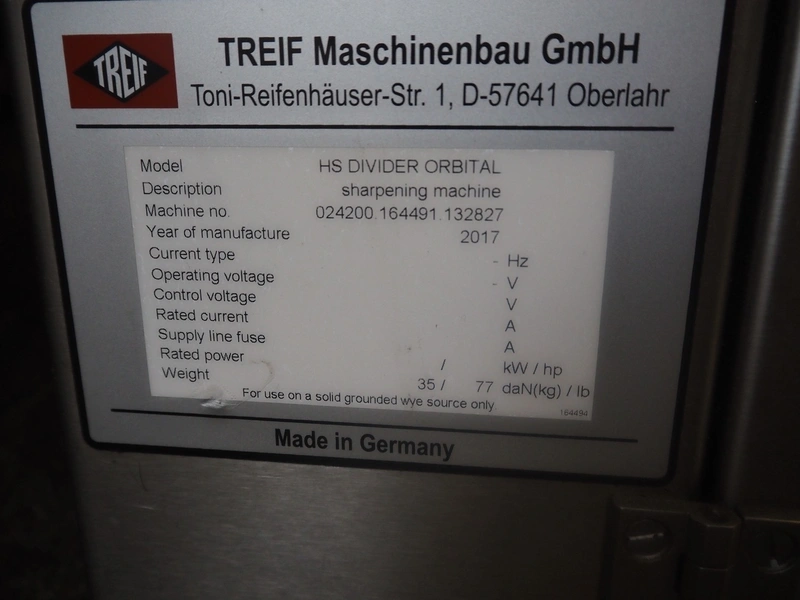 TREIF
TREIF Maschinenbau GmbH
Toni-Reifenhäuser-Str. 1, D-57641 Oberlahr
Model HS DIVIDER ORBITAL
Description sharpening machine
Machine no. 024200.164491.132827
Year of manufacture 2017
Current type - Hz
Operating voltage - V
Control voltage V
Rated current A
Supply line fuse A
Rated power / kW / hp
Weight 35 / 77 daN(kg) / lb
For use on a solid grounded wye source only
164494
Made in Germany